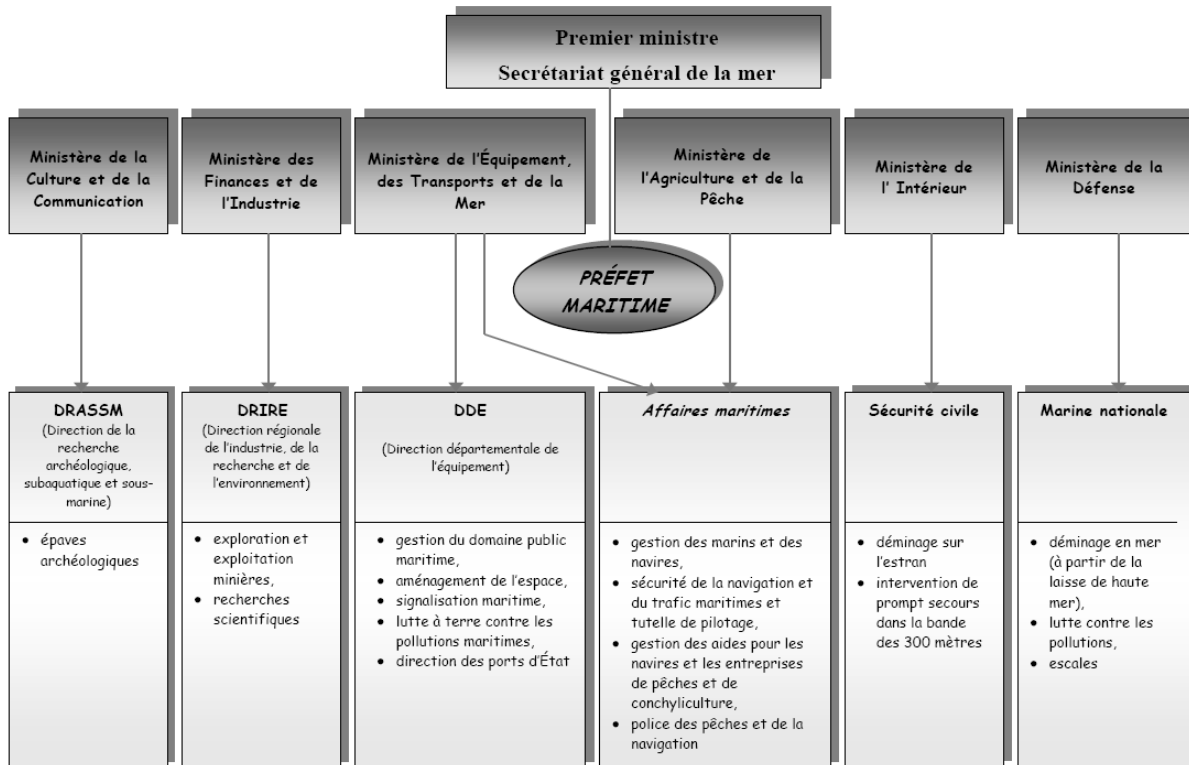 Premier ministre
Secrétariat général de la mer
Ministère de la
Culture et de la
Communication
Ministère des
Finances et de
l'Industrie
Ministère de l'Équipement,
des Transports et de la
Mer
Ministère de
l'Agriculture et de la
Pêche
Ministère de
l' Intérieur
Ministère de la
Défense
PRÉFET
MARITIME
DRASSM
(Direction de la
recherche
archéologique,
subaquatique et sous-
marine)
• épaves
archéologiques
DRIRE
(Direction régionale
de l'industrie, de la
recherche et de
l'environnement)
• exploration et
exploitation
minières,
• recherches
scientifiques
DDE
(Direction départementale de
l'équipement)
• gestion du domaine public
maritime,
• aménagement de l'espace,
• signalisation maritime,
• lutte à terre contre les
pollutions maritimes,
• direction des ports d'État
Affaires maritimes
• gestion des marins et des
navires,
• sécurité de la navigation et
du trafic maritimes et
tutelle de pilotage,
• gestion des aides pour les
navires et les entreprises
de pêches et de
conchyliculture,
• police des pêches et de la
navigation
Sécurité civile
• déminage sur
l'estran
• intervention de
prompt secours
dans la bande
des 300 mètres
Marine nationale
• déminage en mer
(à partir de la
laisse de haute
mer),
• lutte contre les
pollutions,
• escales